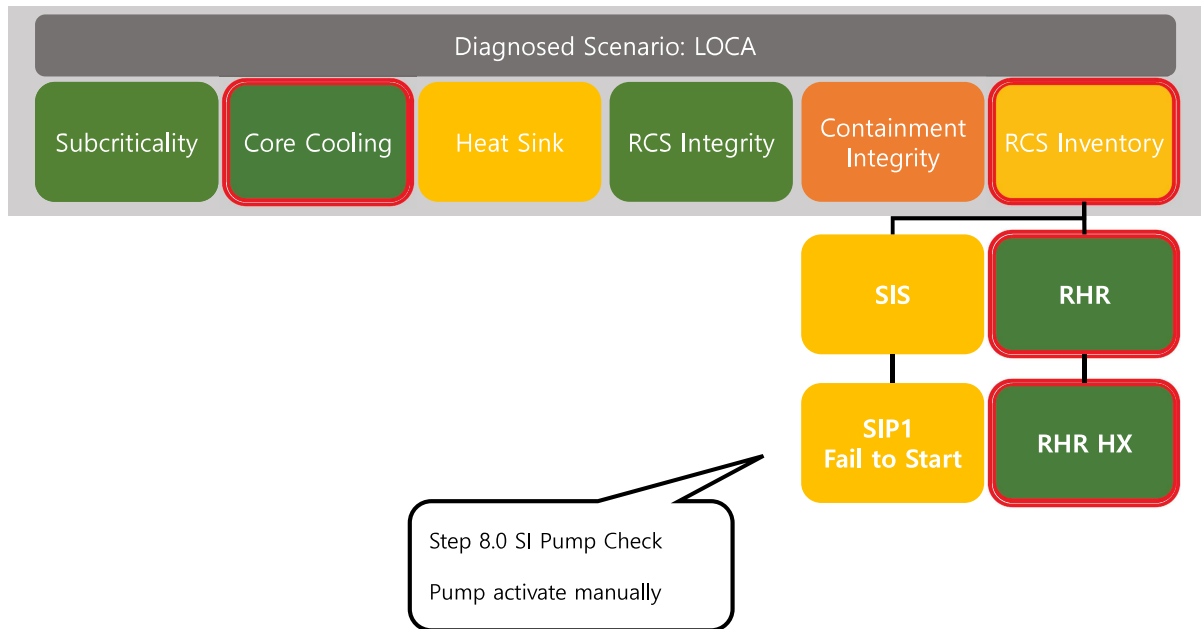 Diagnosed Scenario: LOCA
Subcriticality
Core Cooling
Heat Sink
RCS Integrity
Containment
Integrity
RCS Inventory
SIS
RHR
SIP1
Fail to Start
RHR HX
Step 8.0 SI Pump Check
Pump activate manually